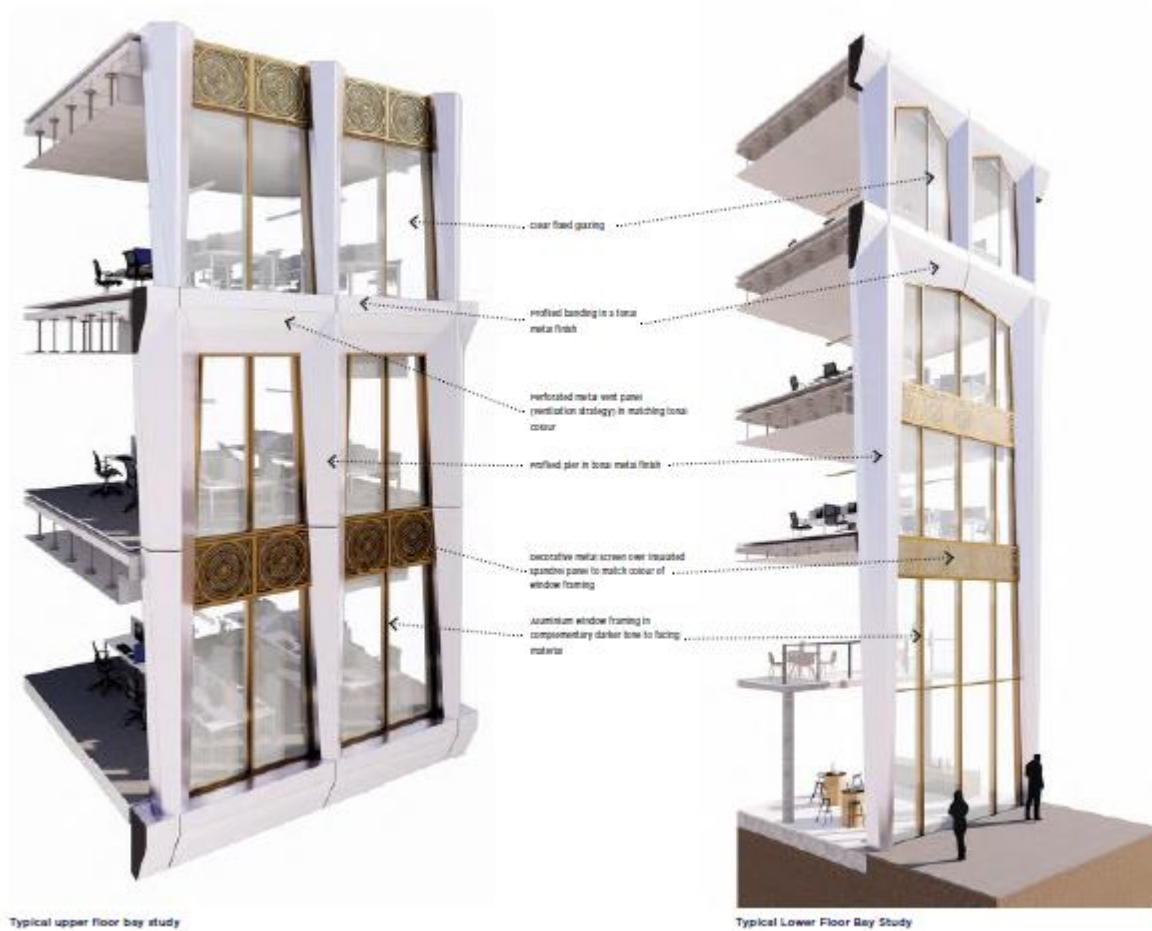 Clear fixed glazing
Profiled banding in a tonal
metal finish
Perforated metal vent panel
(ventilation strategy) in matching tonal
colour
Profiled pier in tonal metal finish
Decorative metal screen over insulated
spandrel panel to match colour of
window framing
Aluminium window framing in
complementary darker tone to facing
material
Typical upper floor bay study
Typical Lower Floor Bay Study